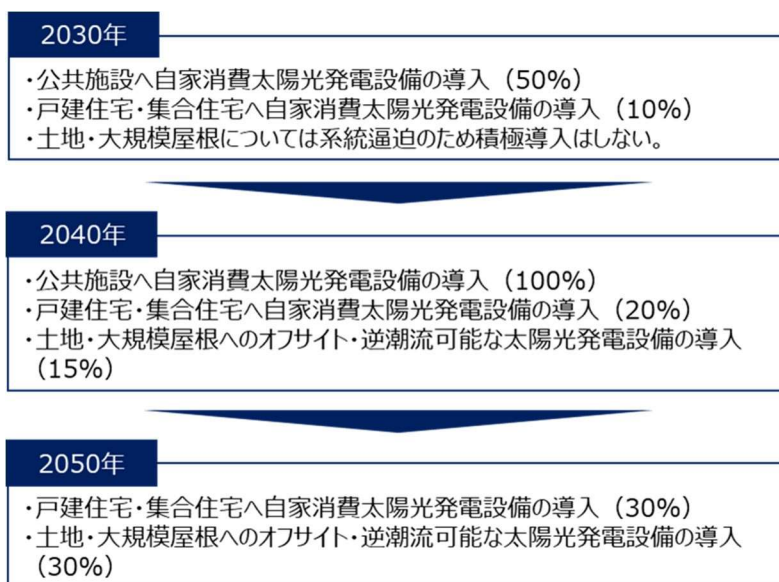 2030年
・公共施設へ自家消費太陽光発電設備の導入（50%）
・戸建住宅・集合住宅へ自家消費太陽光発電設備の導入（10%）
・土地・大規模屋根については系統逼迫のため積極導入はしない。
2040年
・公共施設へ自家消費太陽光発電設備の導入（100%）
・戸建住宅・集合住宅へ自家消費太陽光発電設備の導入（20%）
・土地・大規模屋根へのオフサイト・逆潮流可能な太陽光発電設備の導入
（15%）
2050年
・戸建住宅・集合住宅へ自家消費太陽光発電設備の導入（30%）
・土地・大規模屋根へのオフサイト・逆潮流可能な太陽光発電設備の導入
（30%）